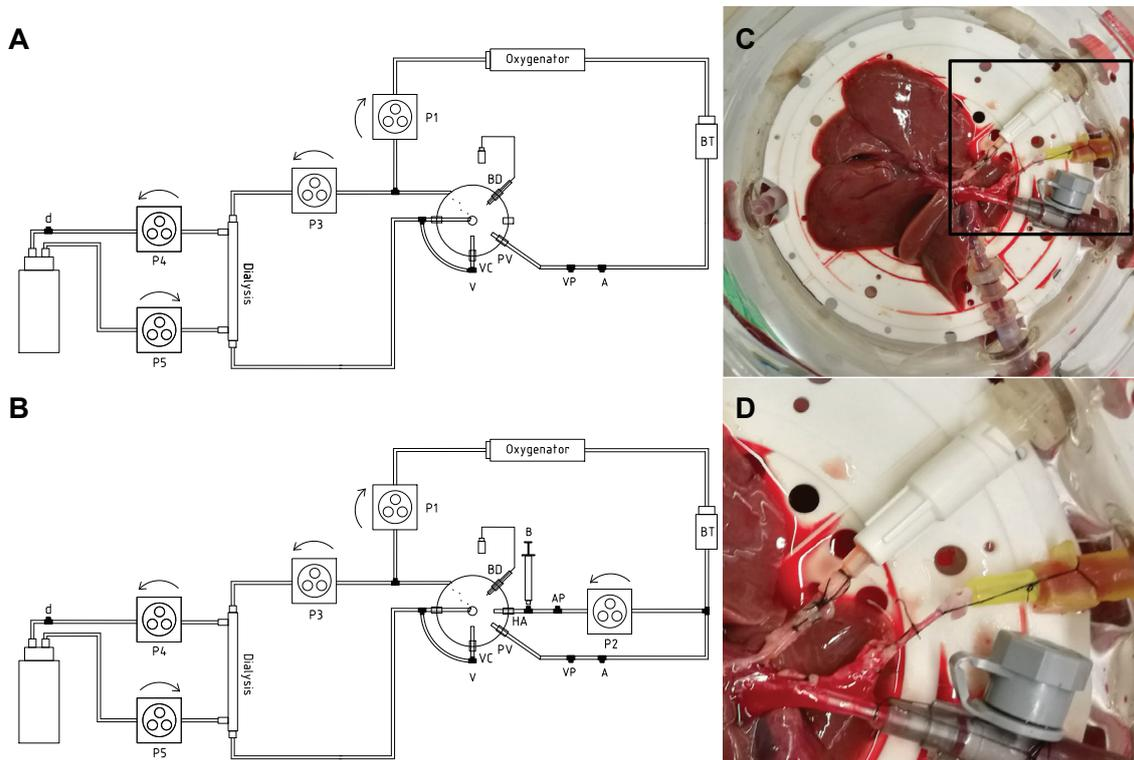 A
Oxygenator
P1
BT
P3
BD
d
P4
Dialysis
PV
VC
V
VP
A
P5
B
Oxygenator
P1
BT
P3
B
BD
AP
d
HA
P4
P2
Dialysis
PV
VC
V
VP
A
P5
C
D